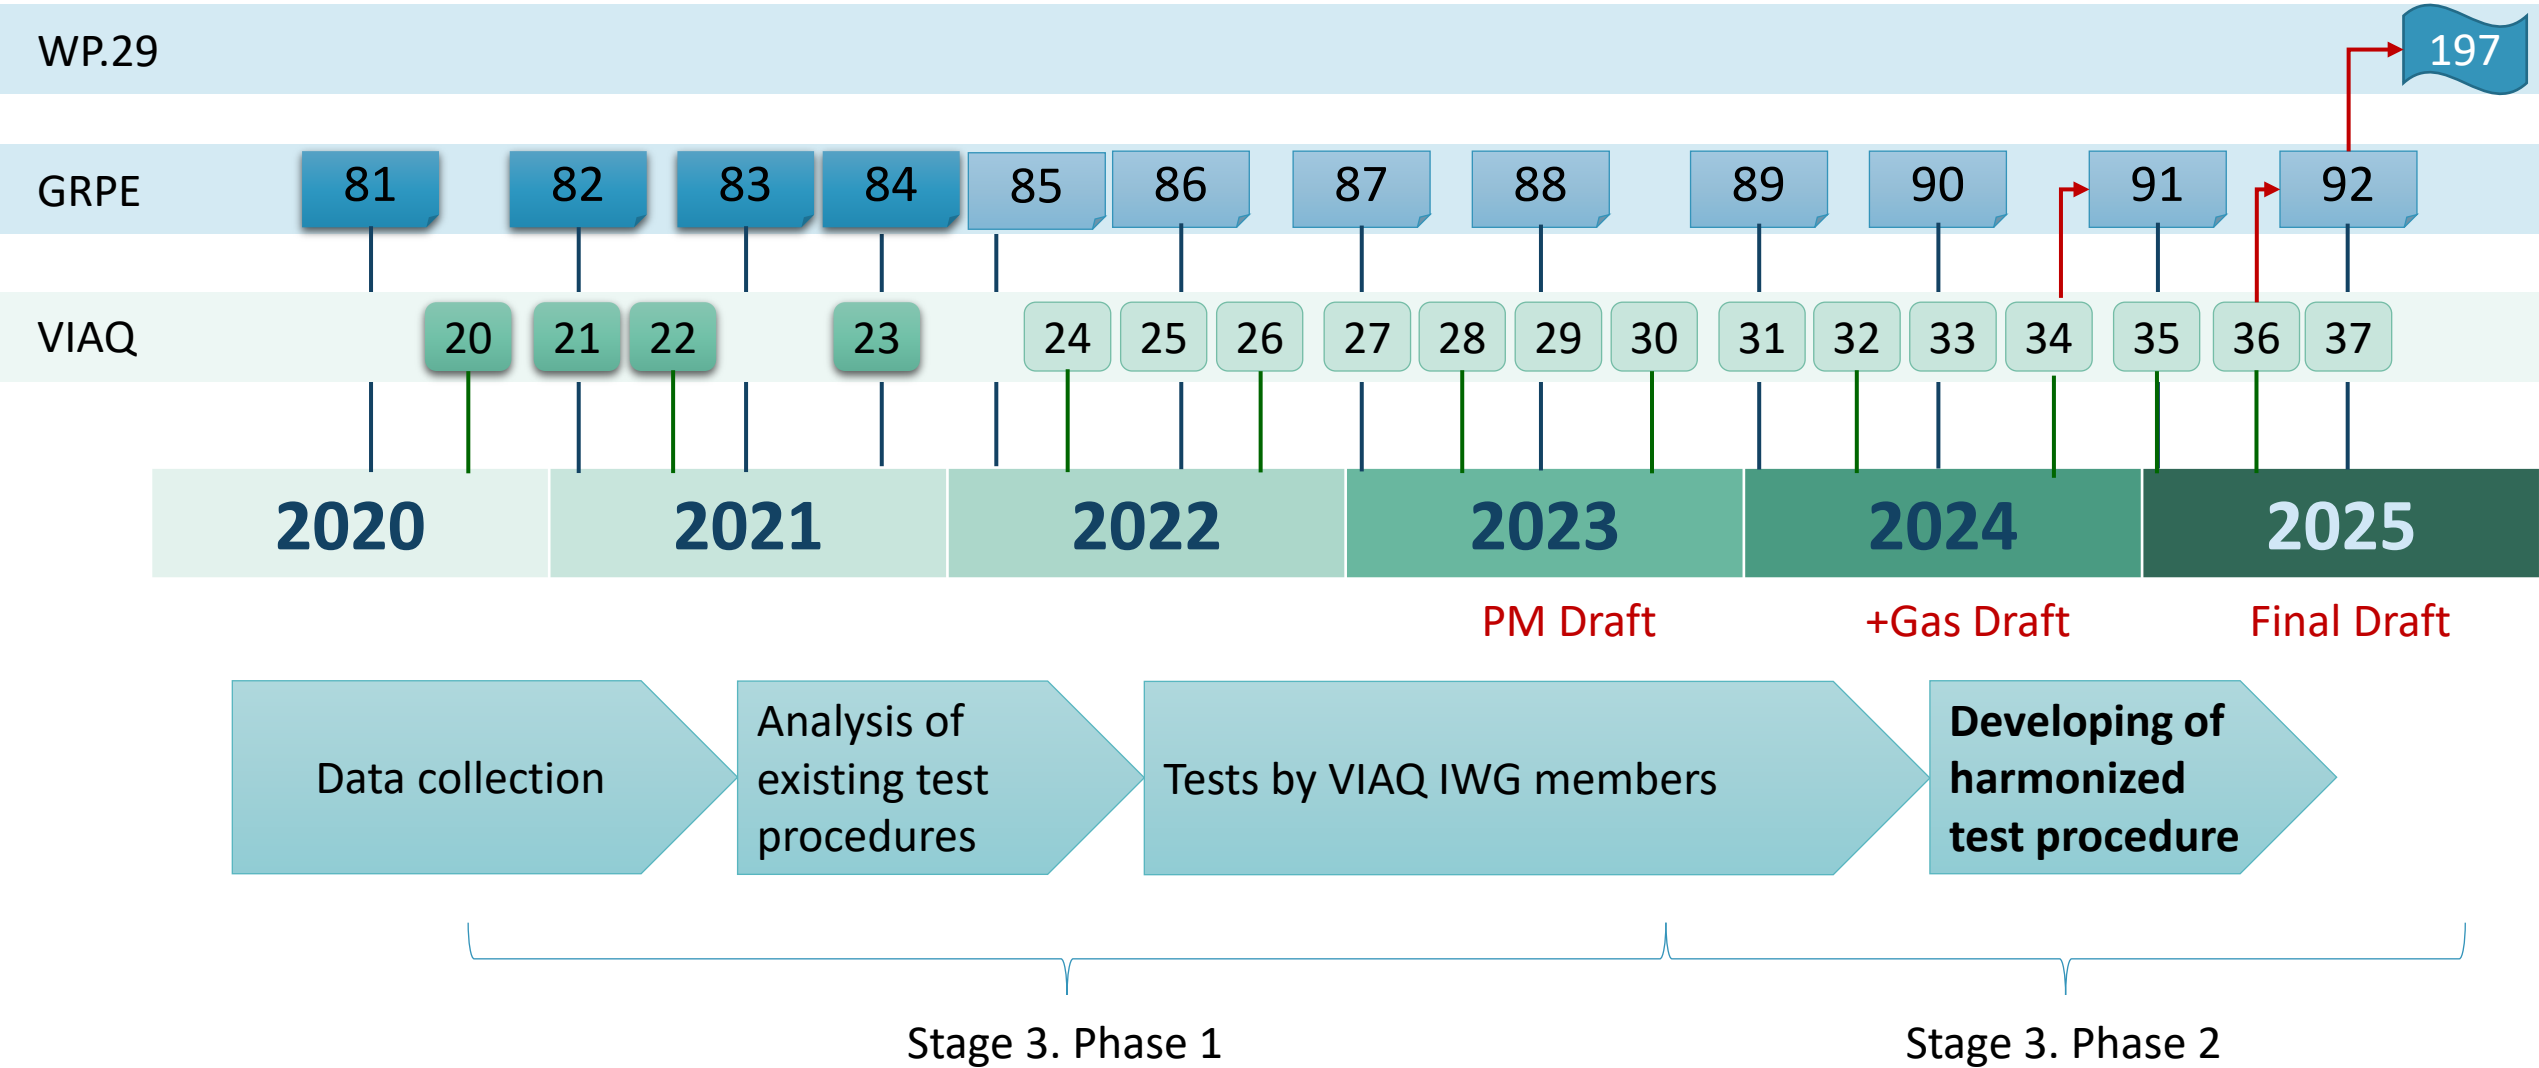 WP.29
197
GRPE
81 82 83 84 85 86 87 88 89 90 91 92
VIAQ
20 21 22 23 24 25 26 27 28 29 30 31 32 33 34 35 36 37
2020 2021 2022 2023 2024 2025
PM Draft
+Gas Draft
Final Draft
Data collection
Analysis of
existing test
procedures
Tests by VIAQ IWG members
Developing of
harmonized
test procedure
Stage 3. Phase 1
Stage 3. Phase 2